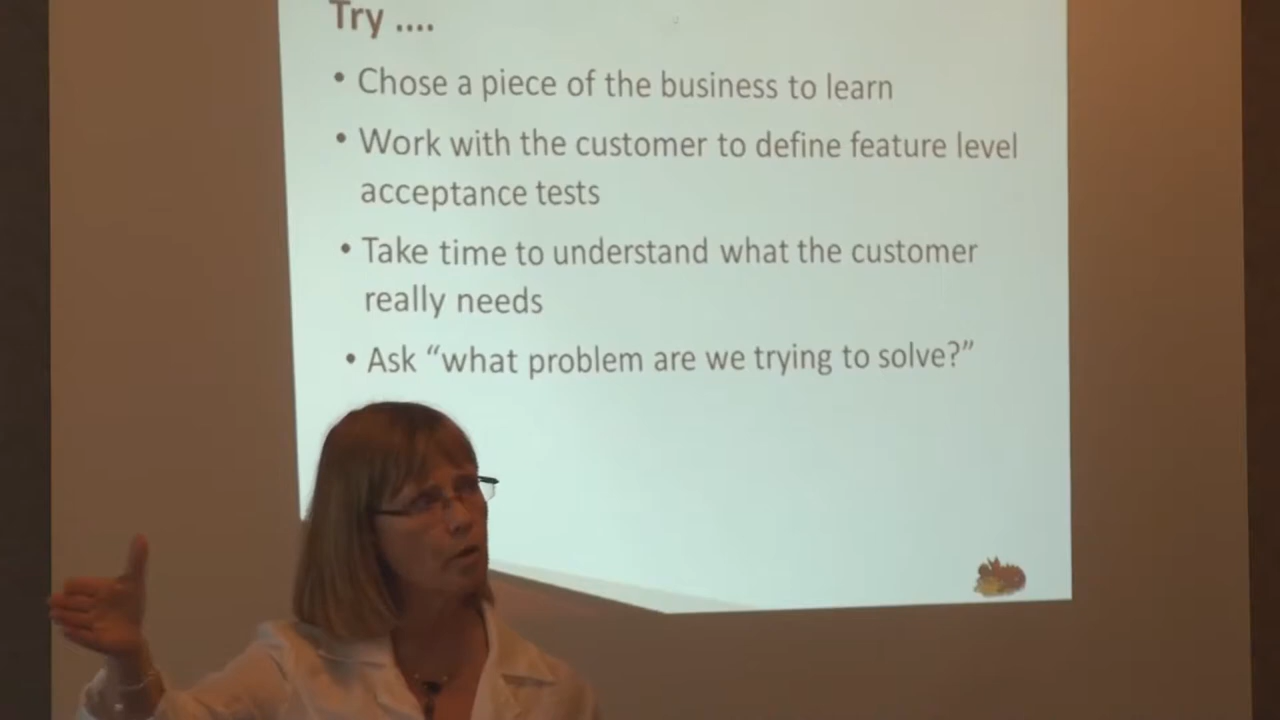 Try ....
• Chose a piece of the business to learn
• Work with the customer to define feature level
acceptance tests
• Take time to understand what the customer
really needs
• Ask “what problem are we trying to solve?”